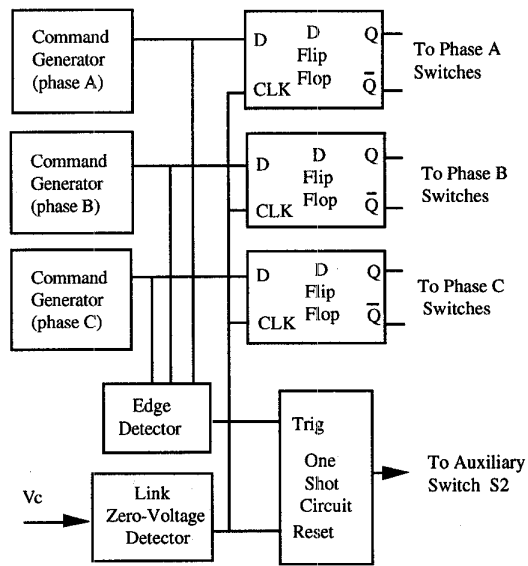 Command
Generator
(phase A)
D
D
Flip
Flop
Q
Q̅
CLK
To Phase A
Switches
Command
Generator
(phase B)
D
D
Flip
Flop
Q
Q̅
CLK
To Phase B
Switches
Command
Generator
(phase C)
D
D
Flip
Flop
Q
Q̅
CLK
To Phase C
Switches
Edge
Detector
Trig
One
Shot
Circuit
Reset
To Auxiliary
Switch S2
Vc
Link
Zero-Voltage
Detector